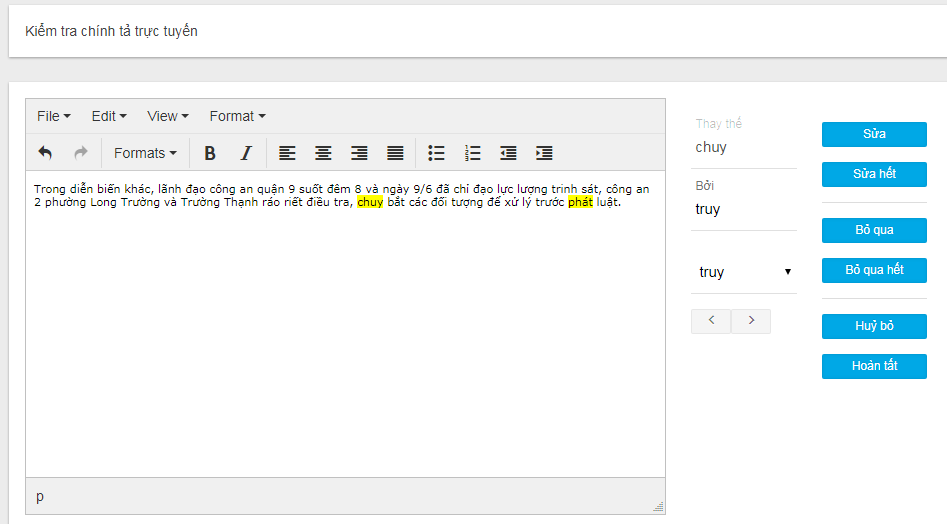 Kiểm tra chính tả trực tuyến
File Edit View Format
Formats B I
Trong diễn biến khác, lãnh đạo công an quận 9 suốt đêm 8 và ngày 9/6 đã chỉ đạo lực lượng trinh sát, công an
2 phường Long Trường và Trường Thạnh ráo riết điều tra, chuy bắt các đối tượng để xử lý trước phát luật.
p
Thay thế
chuy
Bởi
truy
truy
Sửa
Sửa hết
Bỏ qua
Bỏ qua hết
Huỷ bỏ
Hoàn tất